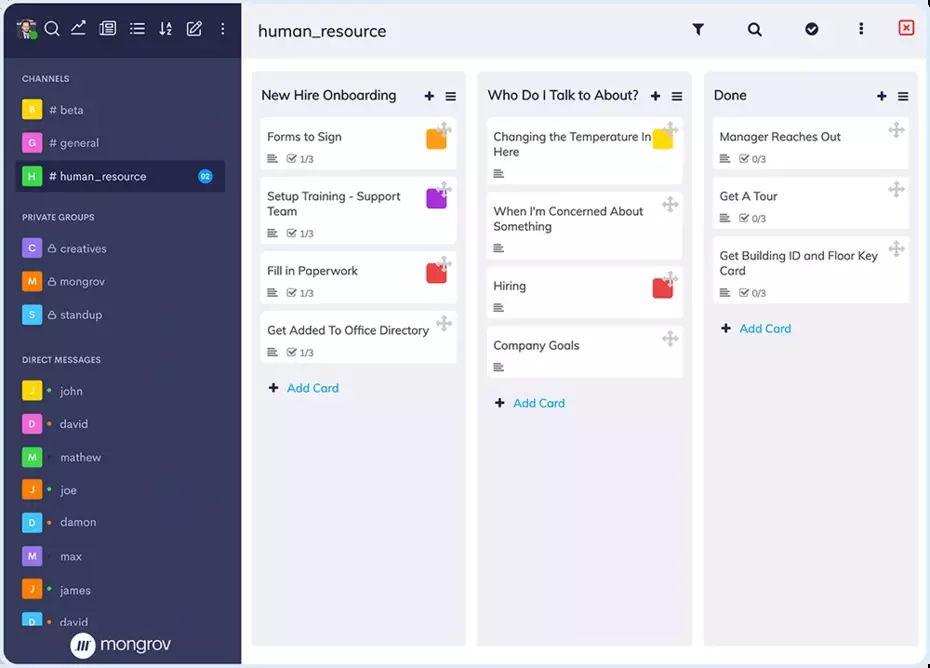 human_resource
CHANNELS
B # beta
G # general
H # human_resource 02
PRIVATE GROUPS
C creatives
M mongrov
S standup
DIRECT MESSAGES
J john
D david
M mathew
J joe
D damon
M max
J james
D david
mongrov
New Hire Onboarding
Forms to Sign
1/3
Setup Training - Support
Team
1/3
Fill in Paperwork
1/3
Get Added To Office Directory
1/3
Add Card
Who Do I Talk to About?
Changing the Temperature In
Here
When I'm Concerned About
Something
Hiring
Company Goals
Add Card
Done
Manager Reaches Out
0/3
Get A Tour
0/3
Get Building ID and Floor Key
Card
0/3
Add Card